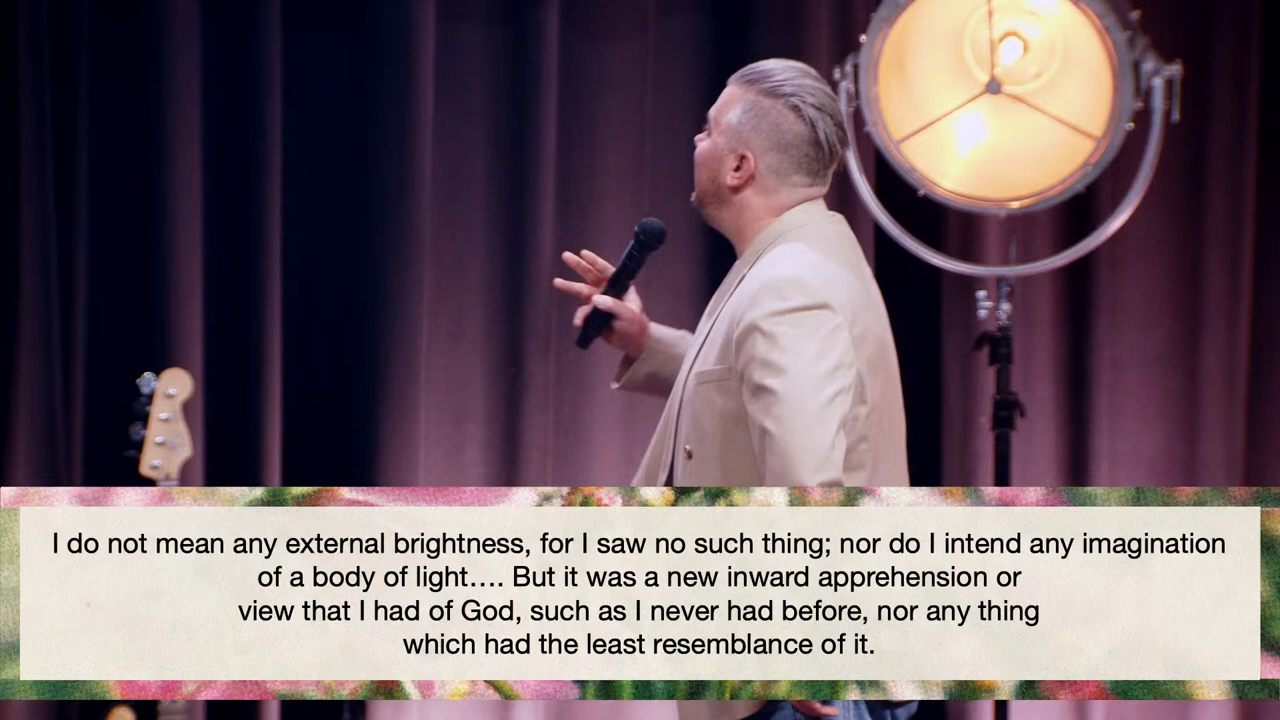 I do not mean any external brightness, for I saw no such thing; nor do I intend any imagination
of a body of light…. But it was a new inward apprehension or
view that I had of God, such as I never had before, nor any thing
which had the least resemblance of it.